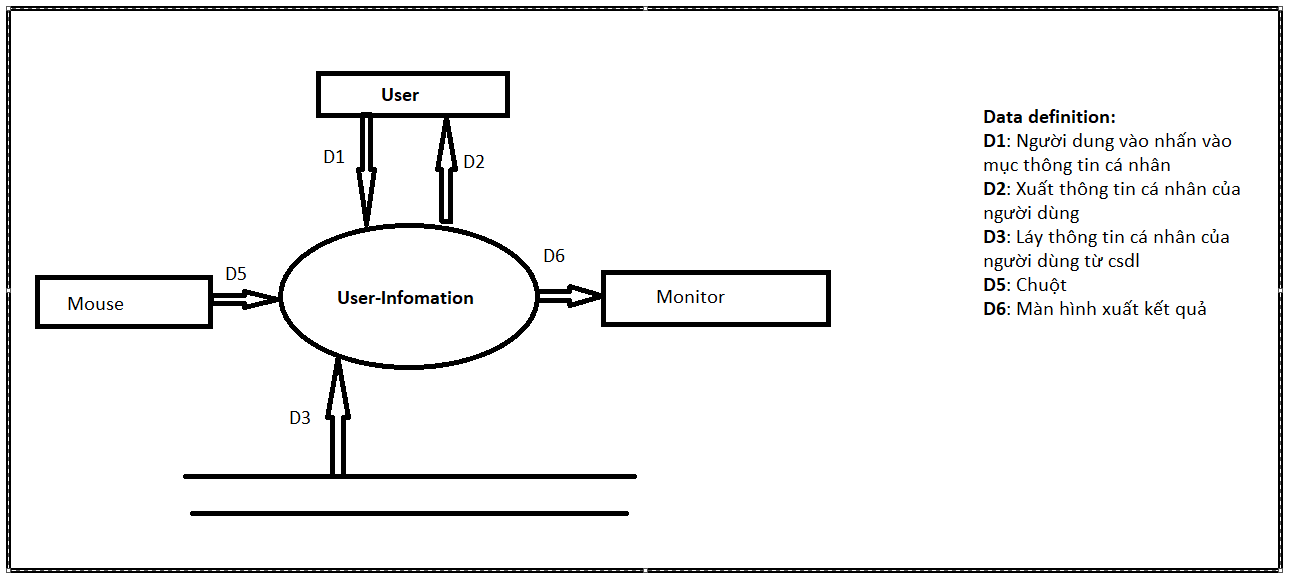 User
D1
D2
D5
D6
Mouse
User-Infomation
Monitor
D3
Data definition:
D1: Người dung vào nhấn vào
mục thông tin cá nhân
D2: Xuất thông tin cá nhân của
người dùng
D3: Láy thông tin cá nhân của
người dùng từ csdl
D5: Chuột
D6: Màn hình xuất kết quả